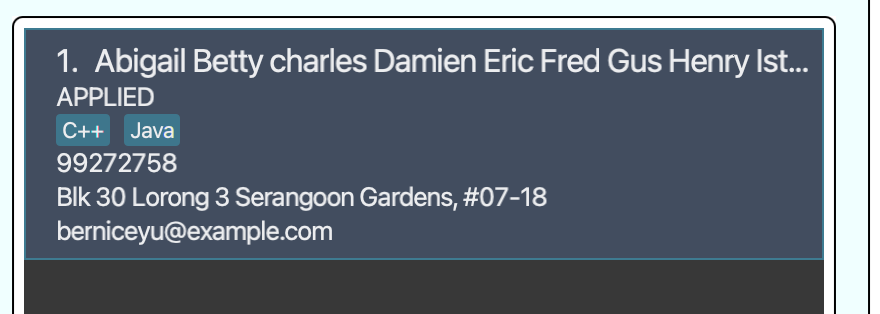 1. Abigail Betty charles Damien Eric Fred Gus Henry Ist...
APPLIED
C++ Java
99272758
Blk 30 Lorong 3 Serangoon Gardens, #07-18
berniceyu@example.com